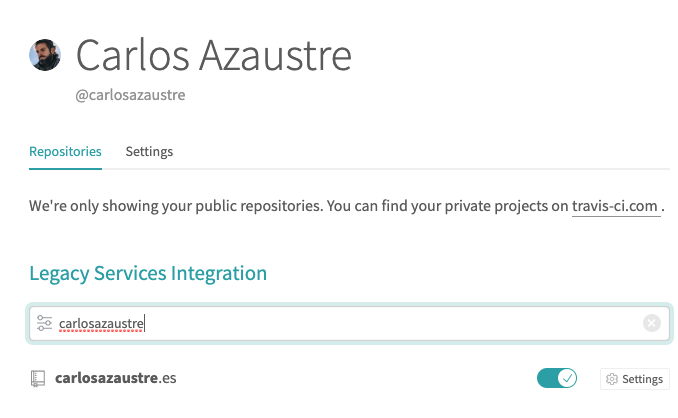 Carlos Azaustre
@carlosazaustre
Repositories Settings
We're only showing your public repositories. You can find your private projects on travis-ci.com .
Legacy Services Integration
carlosazaustre
carlosazaustre.es Settings